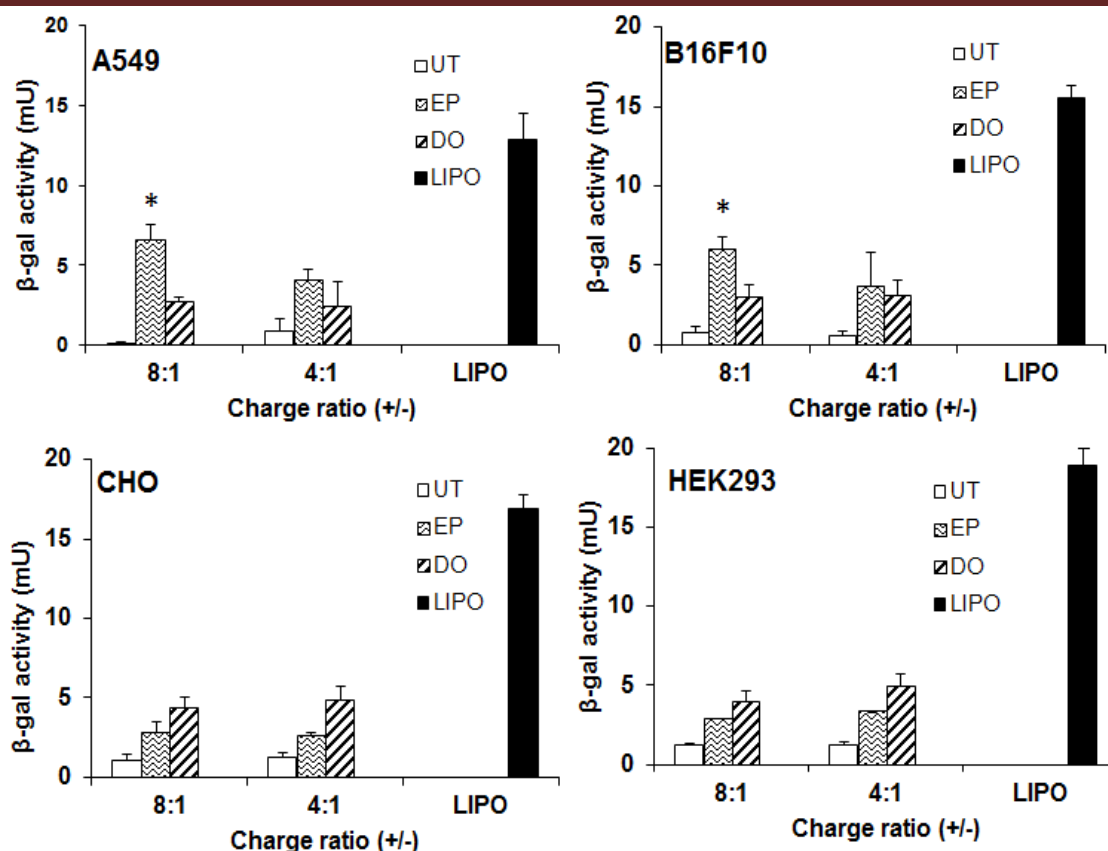 A549
β-gal activity (mU)
20
15
10
5
0
UT
EP
DO
LIPO
*
8:1
4:1
LIPO
Charge ratio (+/-)
B16F10
β-gal activity (mU)
20
15
10
5
0
UT
EP
DO
LIPO
*
8:1
4:1
LIPO
Charge ratio (+/-)
CHO
β-gal activity (mU)
20
15
10
5
0
UT
EP
DO
LIPO
8:1
4:1
LIPO
Charge ratio (+/-)
HEK293
β-gal activity (mU)
20
15
10
5
0
UT
EP
DO
LIPO
8:1
4:1
LIPO
Charge ratio (+/-)